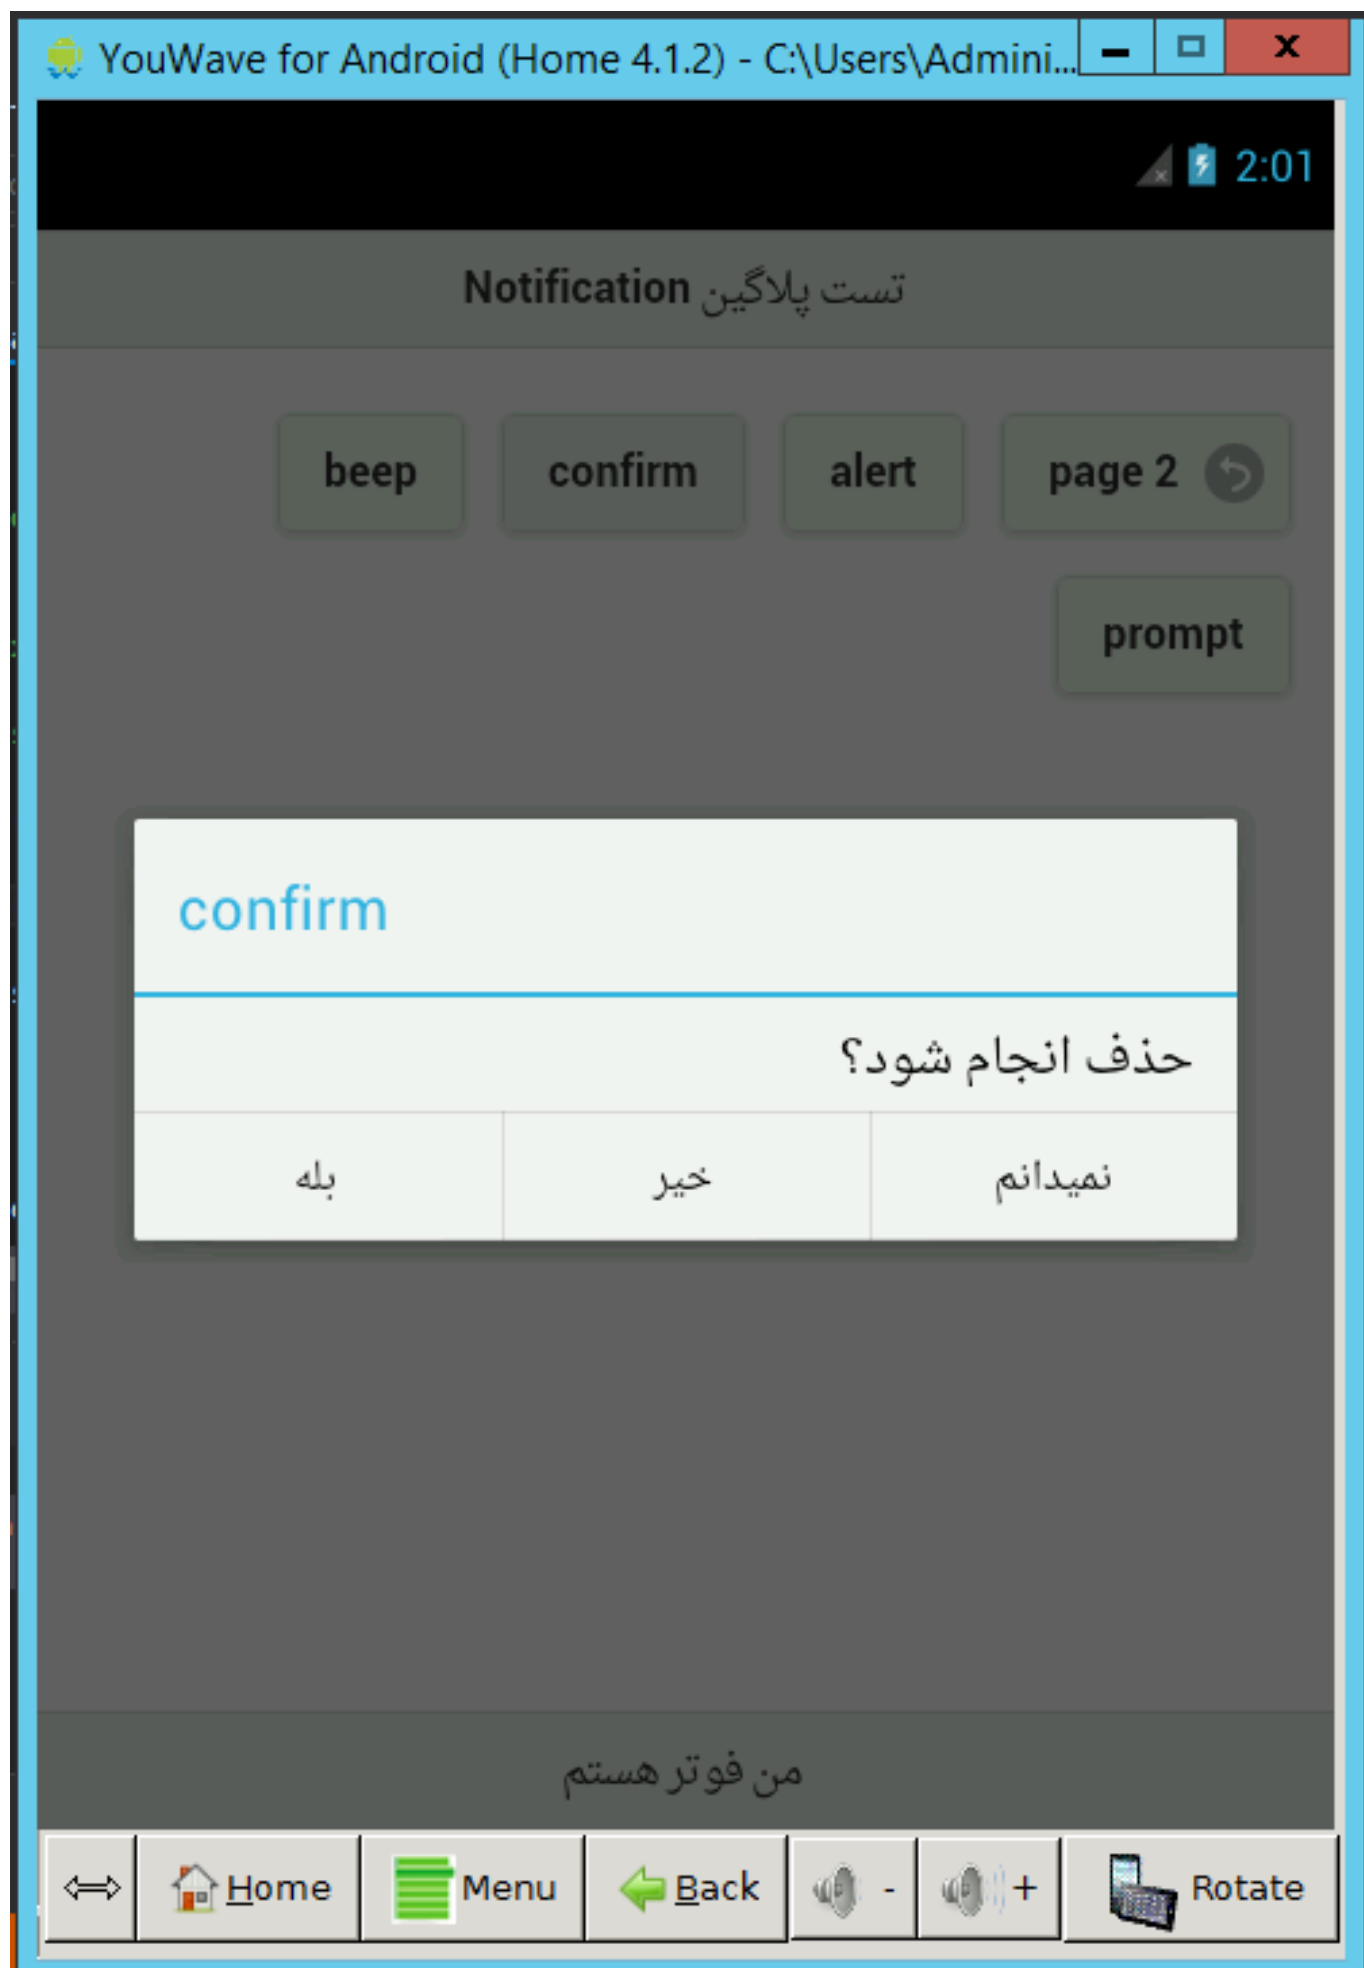 YouWave for Android (Home 4.1.2) - C:\Users\Admini...
2:01
تست پلاگین Notification
beep confirm alert page 2
prompt
confirm
حذف انجام شود؟
بله خیر نمیدانم
من فوتر هستم
Home Menu Back - + Rotate